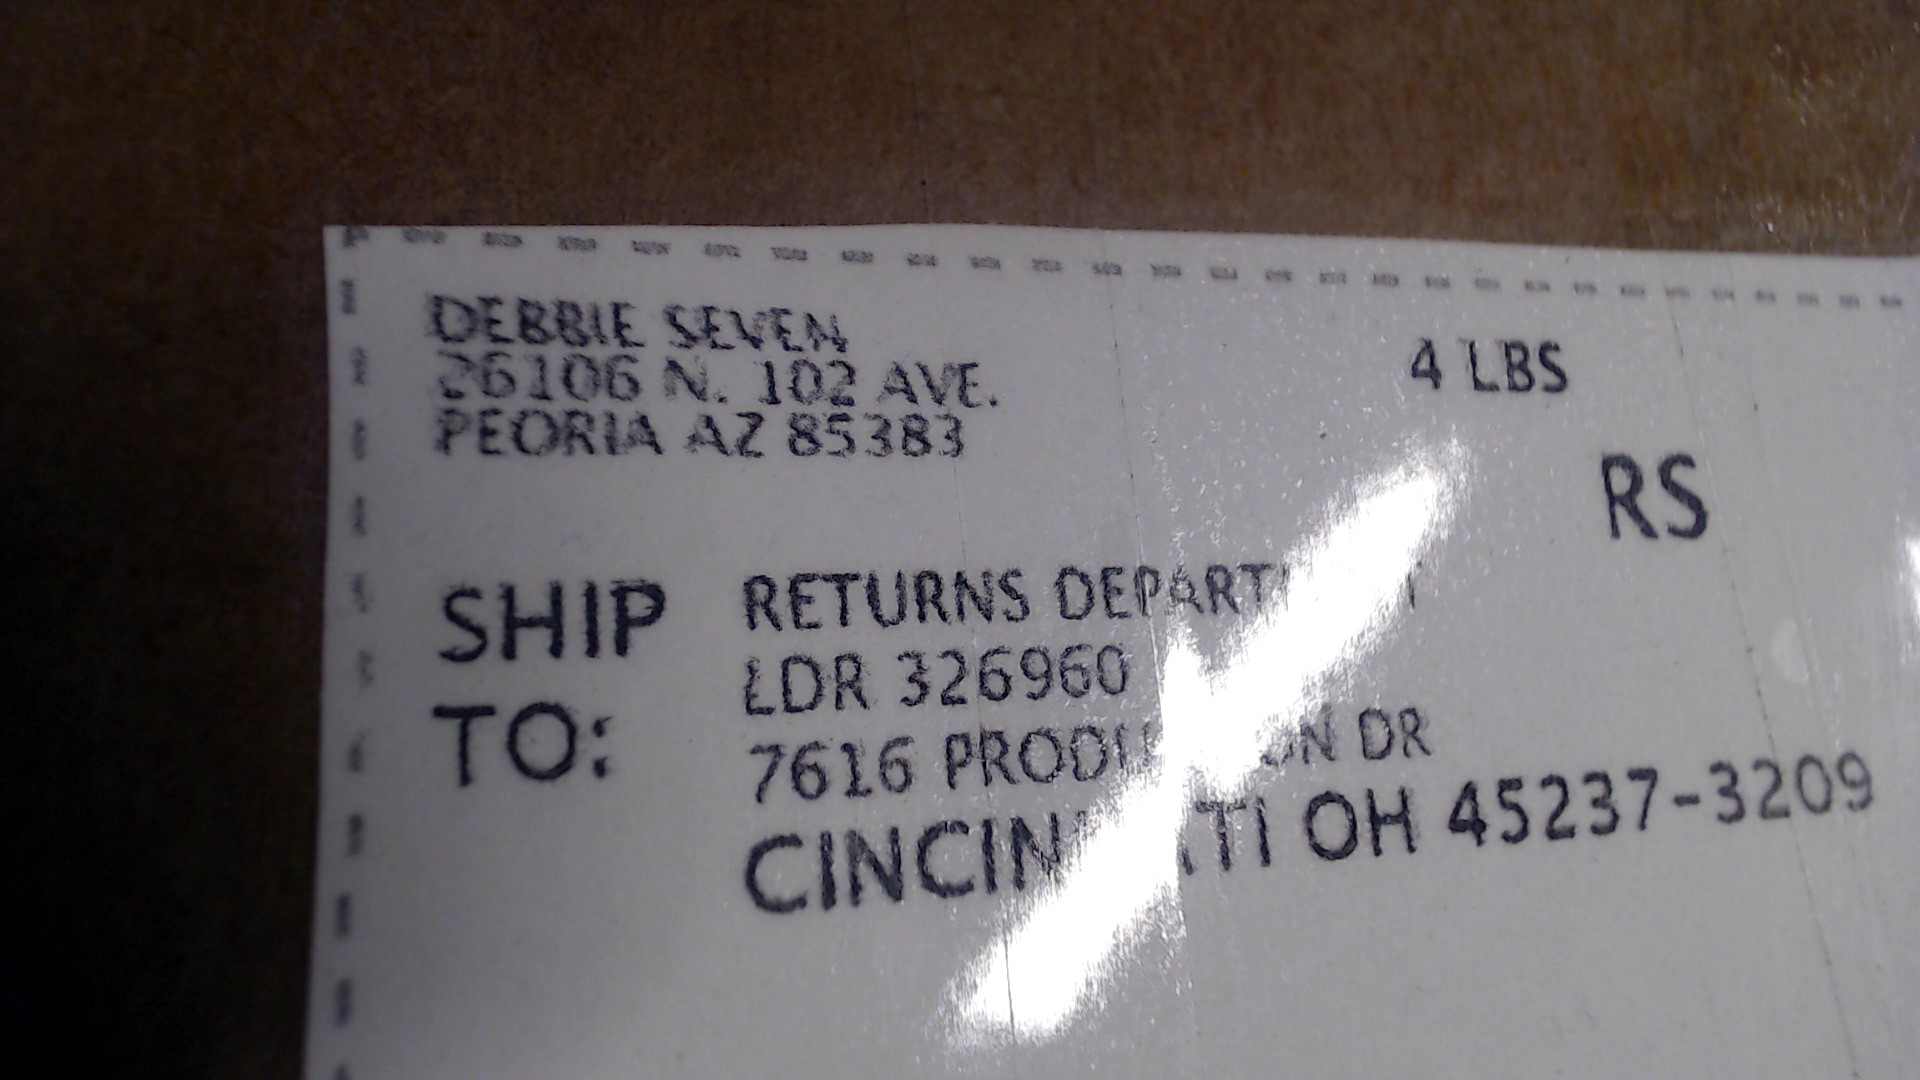 DEBBIE SEVEN
26106 N. 102 AVE.
PEORIA AZ 85383
4 LBS
RS
SHIP TO:
RETURNS
LDR 326960
7616 DR
OH 45237-3209